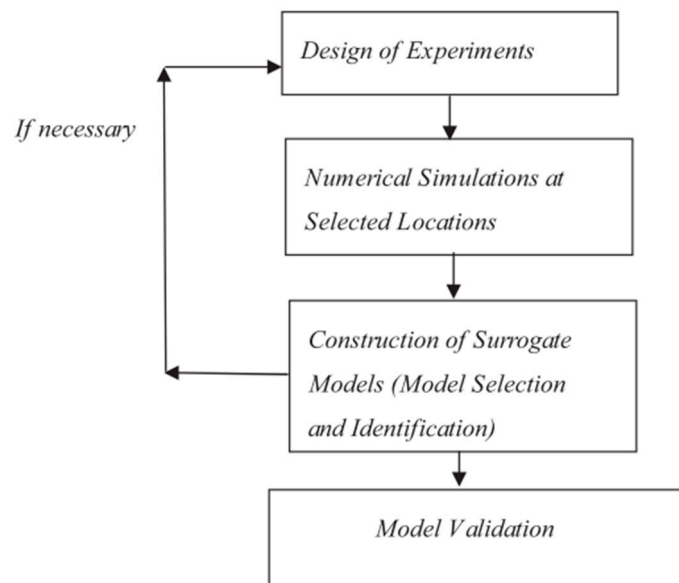 Design of Experiments
If necessary
Numerical Simulations at
Selected Locations
Construction of Surrogate
Models (Model Selection
and Identification)
Model Validation